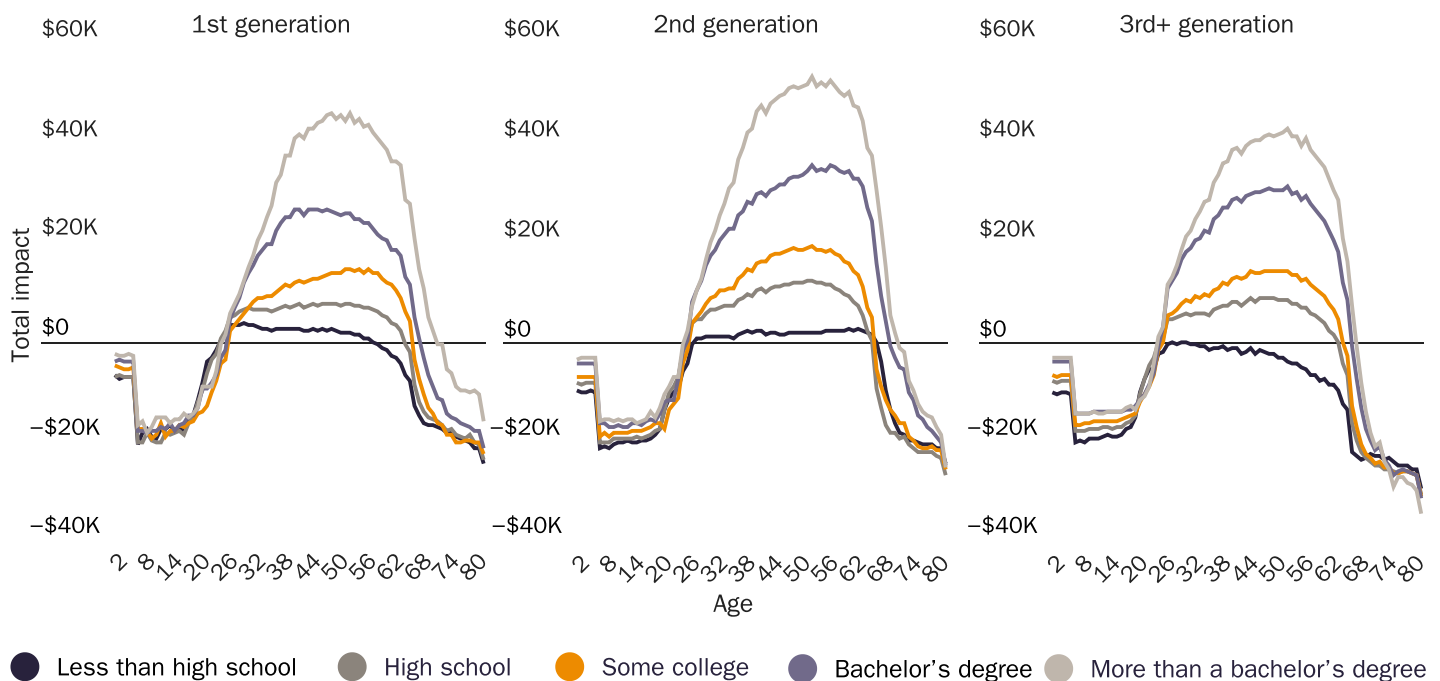 1st generation
2nd generation
3rd+ generation
$60K
$40K
$20K
$0
−$20K
−$40K
$60K
$40K
$20K
$0
−$20K
−$40K
$60K
$40K
$20K
$0
−$20K
−$40K
Total impact
2 8 14 20 26 32 38 44 50 56 62 68 74 80
2 8 14 20 26 32 38 44 50 56 62 68 74 80
2 8 14 20 26 32 38 44 50 56 62 68 74 80
Age
Less than high school
High school
Some college
Bachelor’s degree
More than a bachelor’s degree